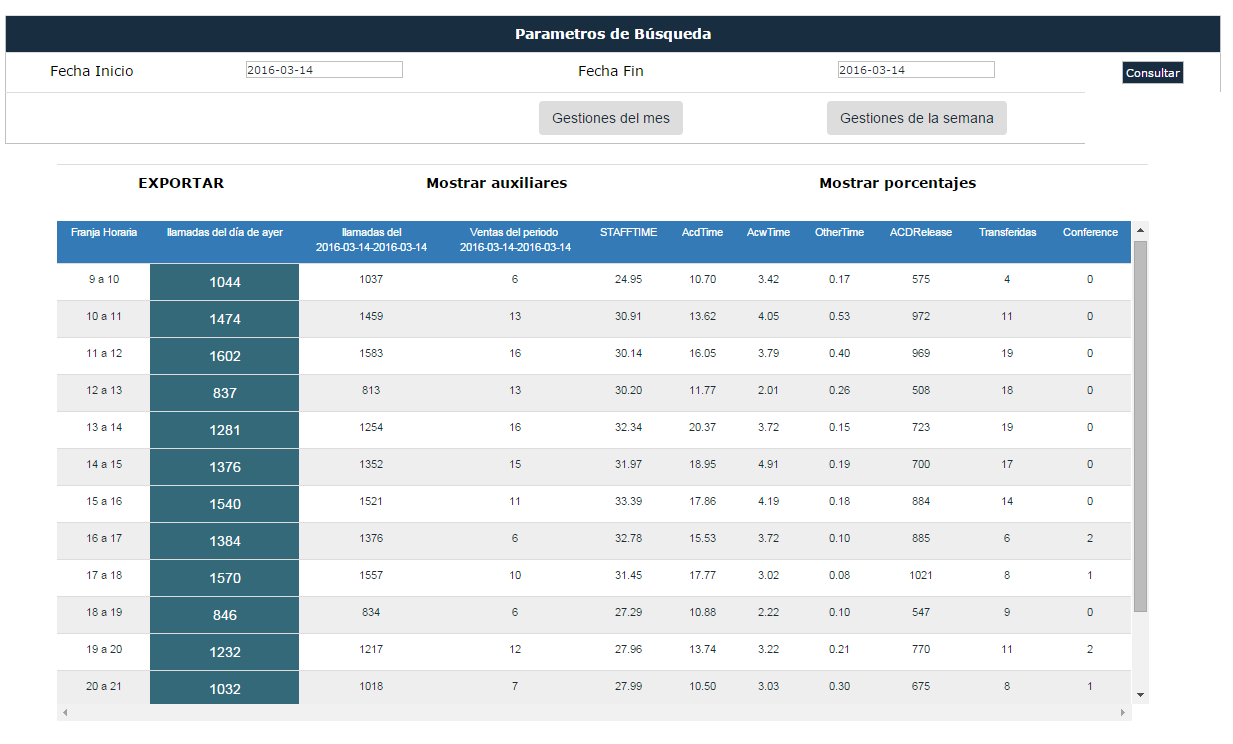 Parametros de Búsqueda
Fecha Inicio 2016-03-14 Fecha Fin 2016-03-14 Consultar
Gestiones del mes Gestiones de la semana
EXPORTAR Mostrar auxiliares Mostrar porcentajes
Franja Horaria llamadas del día de ayer llamadas del Ventas del periodo STAFFTIME AcdTime AcwTime OtherTime ACDRelease Transferidas Conference
2016-03-14-2016-03-14 2016-03-14-2016-03-14
9 a 10 1044 1037 6 24.95 10.70 3.42 0.17 575 4 0
10 a 11 1474 1459 13 30.91 13.62 4.05 0.53 972 11 0
11 a 12 1602 1583 16 30.14 16.05 3.79 0.40 969 19 0
12 a 13 837 813 13 30.20 11.77 2.01 0.26 508 18 0
13 a 14 1281 1254 16 32.34 20.37 3.72 0.15 723 19 0
14 a 15 1376 1352 15 31.97 18.95 4.91 0.19 700 17 0
15 a 16 1540 1521 11 33.39 17.86 4.19 0.18 884 14 0
16 a 17 1384 1376 6 32.78 15.53 3.72 0.10 885 6 2
17 a 18 1570 1557 10 31.45 17.77 3.02 0.08 1021 8 1
18 a 19 846 834 6 27.29 10.88 2.22 0.10 547 9 0
19 a 20 1232 1217 12 27.96 13.74 3.22 0.21 770 11 2
20 a 21 1032 1018 7 27.99 10.50 3.03 0.30 675 8 1